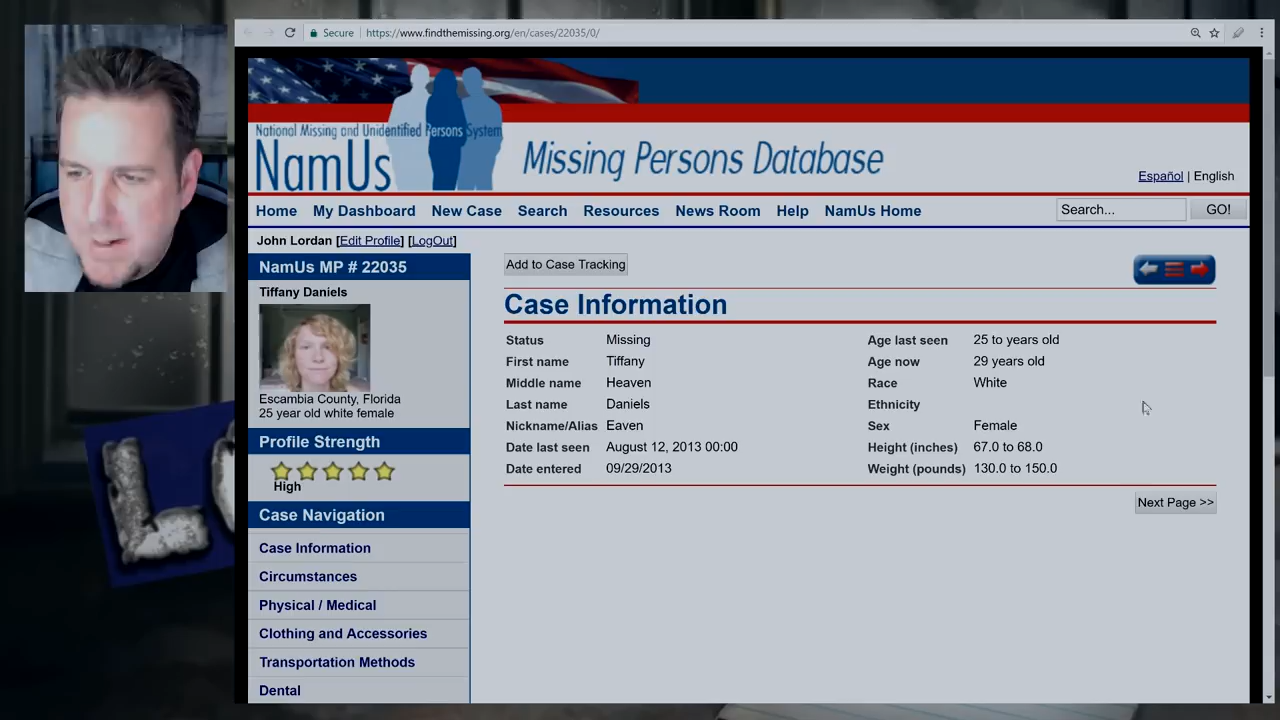 Secure
https://www.findthemissing.org/en/cases/22035/0/
National Missing and Unidentified Persons System
NamUs
Missing Persons Database
Español | English
Home My Dashboard New Case Search Resources News Room Help NamUs Home
Search... GO!
John Lordan [Edit Profile] [LogOut]
NamUs MP # 22035
Tiffany Daniels
Escambia County, Florida
25 year old white female
Profile Strength
High
Case Navigation
Case Information
Circumstances
Physical / Medical
Clothing and Accessories
Transportation Methods
Dental
Add to Case Tracking
Case Information
Status Missing
First name Tiffany
Middle name Heaven
Last name Daniels
Nickname/Alias Eaven
Date last seen August 12, 2013 00:00
Date entered 09/29/2013
Age last seen 25 to years old
Age now 29 years old
Race White
Ethnicity
Sex Female
Height (inches) 67.0 to 68.0
Weight (pounds) 130.0 to 150.0
Next Page >>